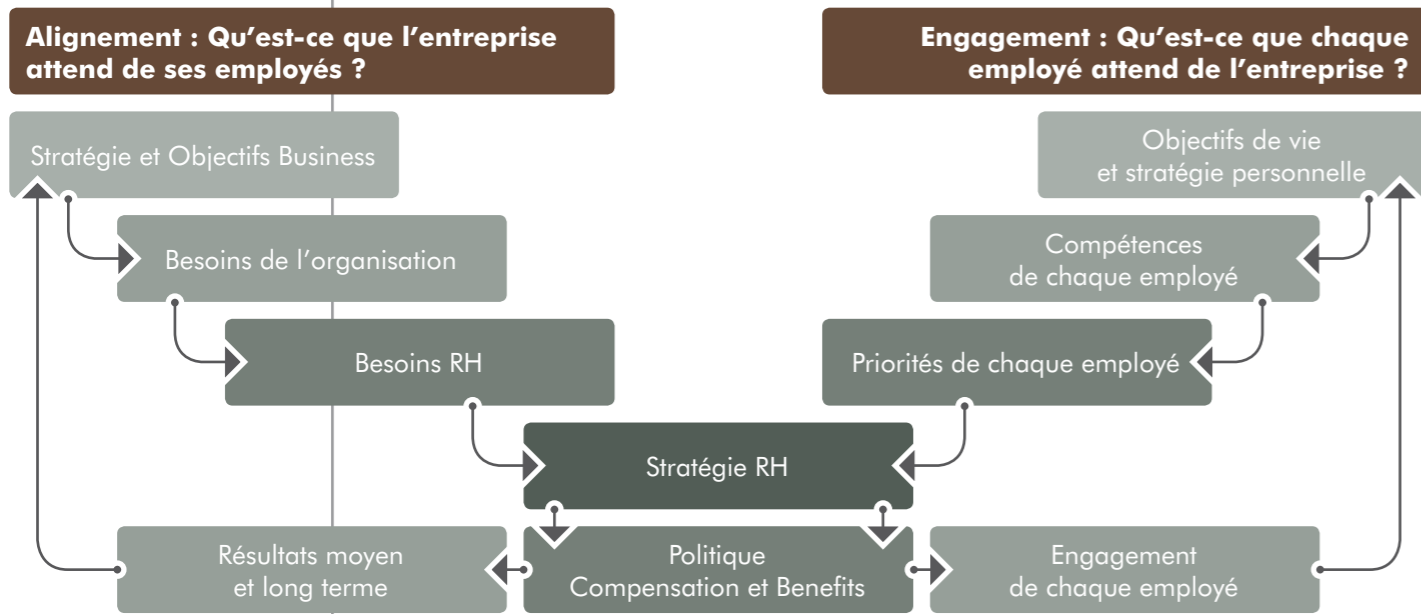 Alignement : Qu’est-ce que l’entreprise
attend de ses employés ?
Engagement : Qu’est-ce que chaque
employé attend de l’entreprise ?
Stratégie et Objectifs Business
Objectifs de vie
et stratégie personnelle
Besoins de l’organisation
Compétences
de chaque employé
Besoins RH
Priorités de chaque employé
Stratégie RH
Résultats moyen
et long terme
Politique
Compensation et Benefits
Engagement
de chaque employé